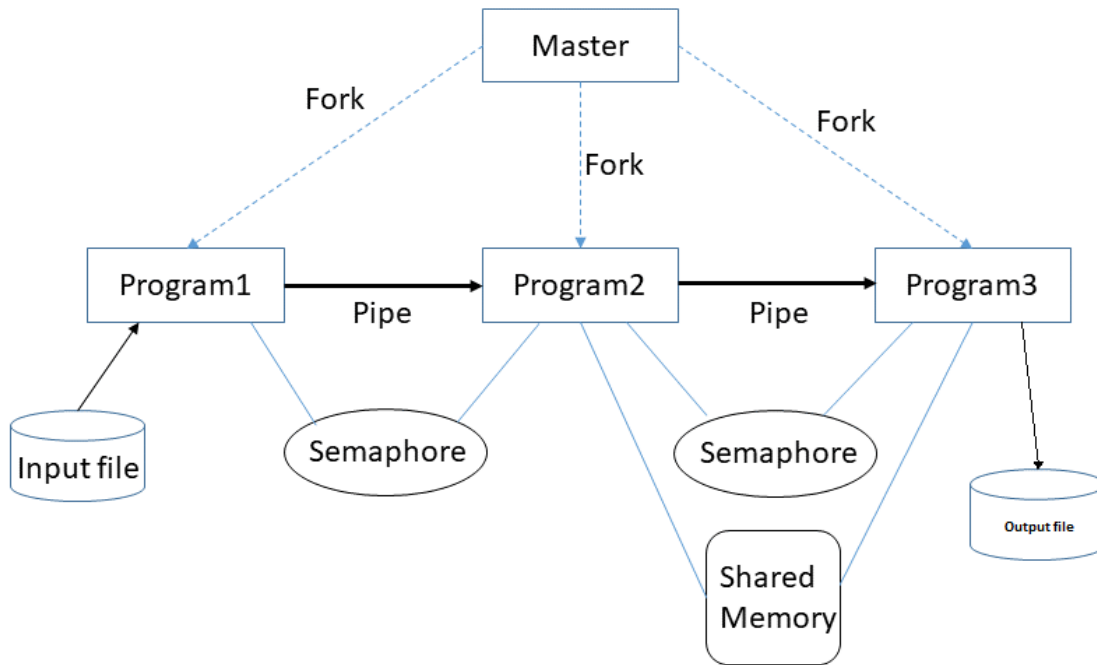 Master
Fork
Fork
Fork
Program1
Program2
Program3
Pipe
Pipe
Input file
Semaphore
Semaphore
Output file
Shared
Memory